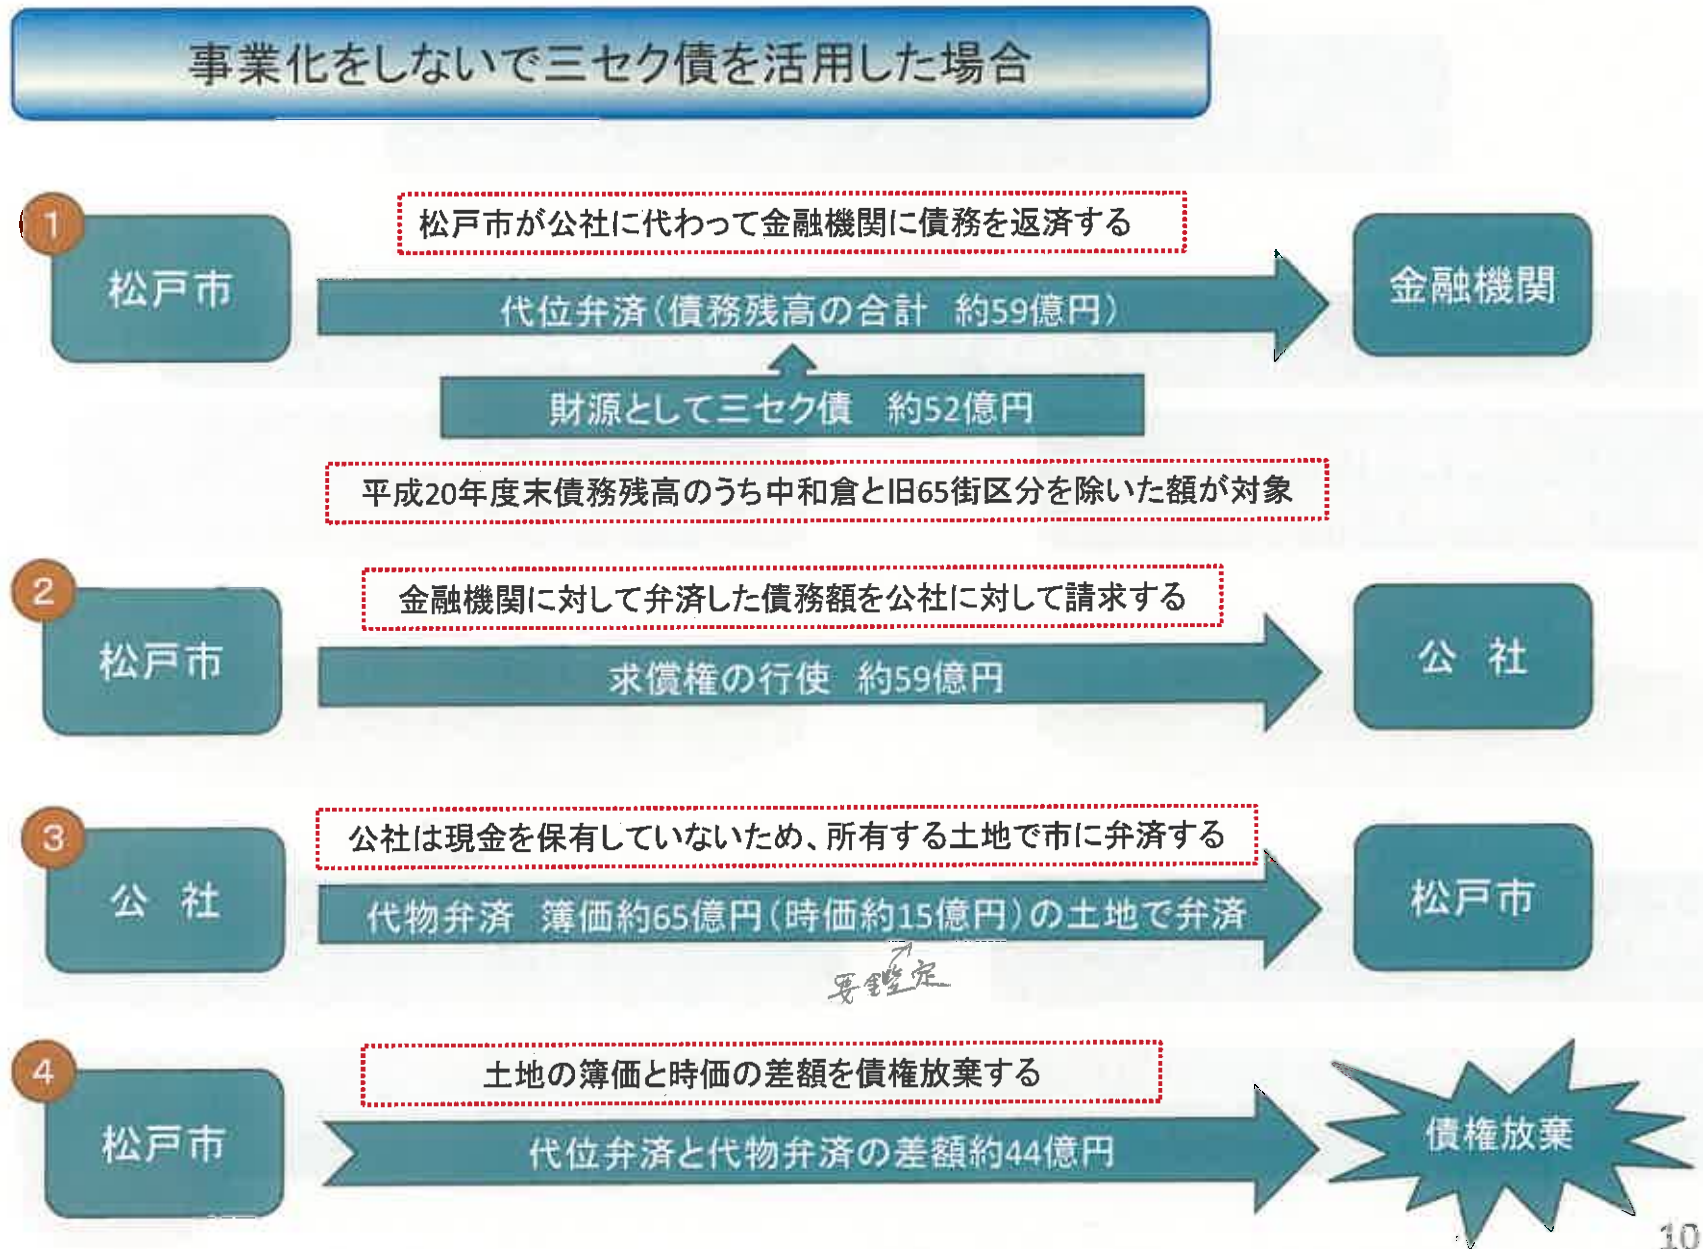 事業化をしないで三セク債を活用した場合
1
松戸市が公社に代わって金融機関に債務を返済する
松戸市
代位弁済（債務残高の合計　約59億円）
金融機関
財源として三セク債　約52億円
平成20年度末債務残高のうち中和倉と旧65街区分を除いた額が対象
2
金融機関に対して弁済した債務額を公社に対して請求する
松戸市
求償権の行使　約59億円
公　社
3
公社は現金を保有していないため、所有する土地で市に弁済する
公　社
代物弁済　簿価約65億円（時価約15億円）の土地で弁済
松戸市
要鑑定
4
土地の簿価と時価の差額を債権放棄する
松戸市
代位弁済と代物弁済の差額約44億円
債権放棄
10